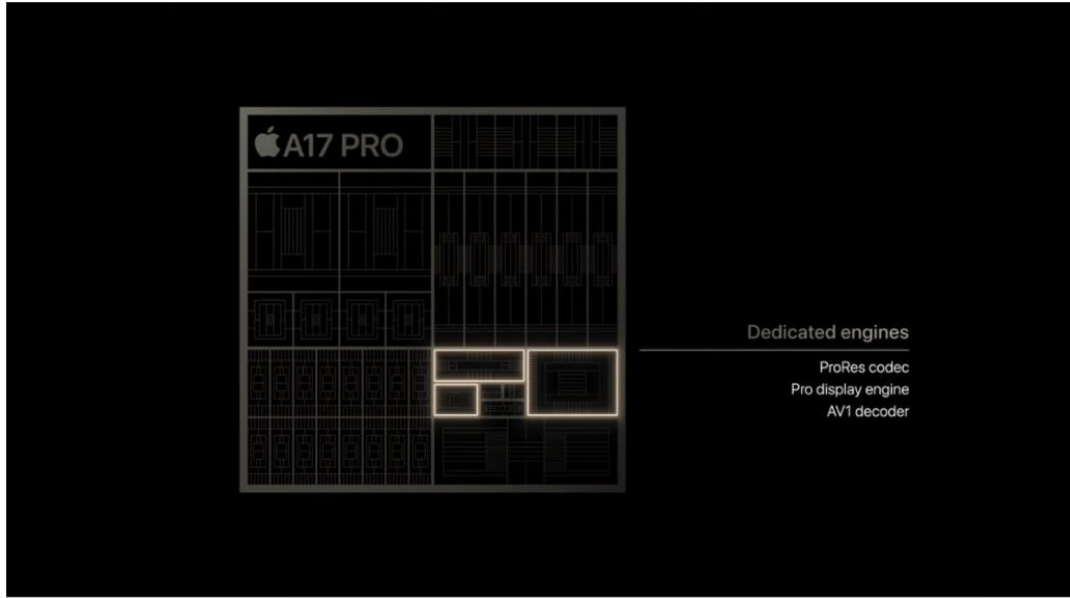 A17 PRO
Dedicated engines
ProRes codec
Pro display engine
AV1 decoder